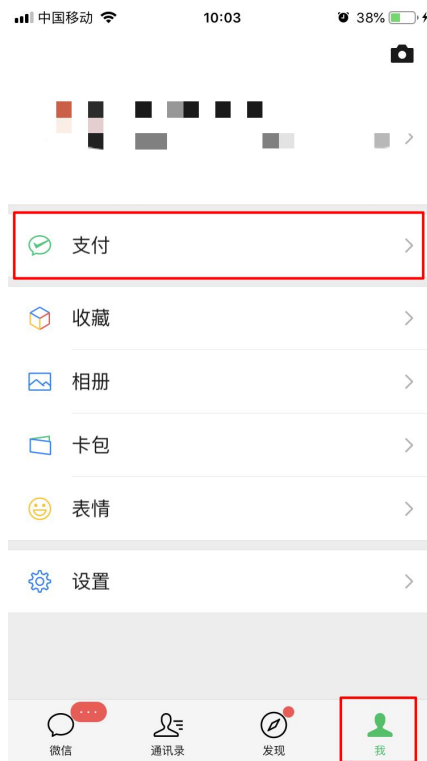 中国移动 10:03 38%
支付
收藏
相册
卡包
表情
设置
微信 通讯录 发现 我